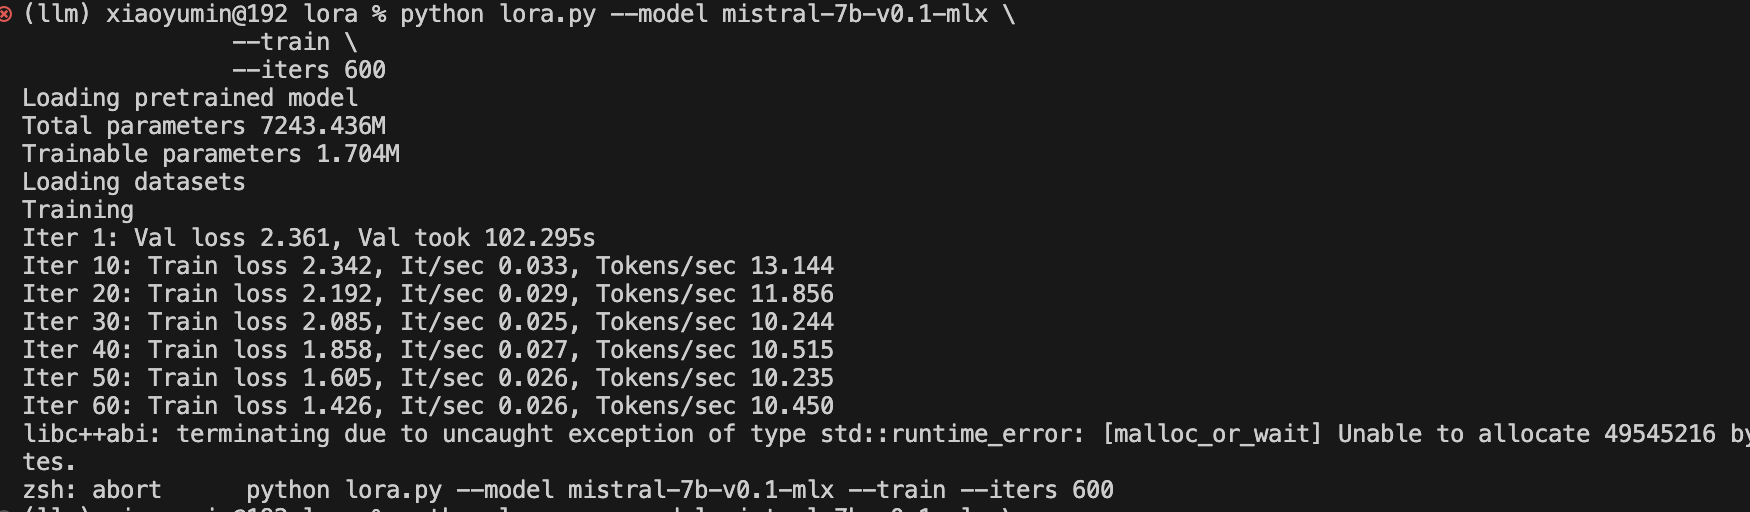 (llm) xiaoyumin@192 lora % python lora.py --model mistral-7b-v0.1-mlx \
--train \
--iters 600
Loading pretrained model
Total parameters 7243.436M
Trainable parameters 1.704M
Loading datasets
Training
Iter 1: Val loss 2.361, Val took 102.295s
Iter 10: Train loss 2.342, It/sec 0.033, Tokens/sec 13.144
Iter 20: Train loss 2.192, It/sec 0.029, Tokens/sec 11.856
Iter 30: Train loss 2.085, It/sec 0.025, Tokens/sec 10.244
Iter 40: Train loss 1.858, It/sec 0.027, Tokens/sec 10.515
Iter 50: Train loss 1.605, It/sec 0.026, Tokens/sec 10.235
Iter 60: Train loss 1.426, It/sec 0.026, Tokens/sec 10.450
libc++abi: terminating due to uncaught exception of type std::runtime_error: [malloc_or_wait] Unable to allocate 49545216 by
tes.
zsh: abort      python lora.py --model mistral-7b-v0.1-mlx --train --iters 600